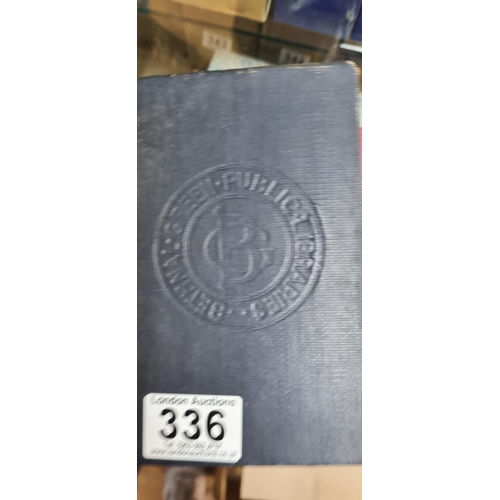 BETHNAL·GREEN·PUBLIC·LIBRARIES·
BG
London Auctions
336